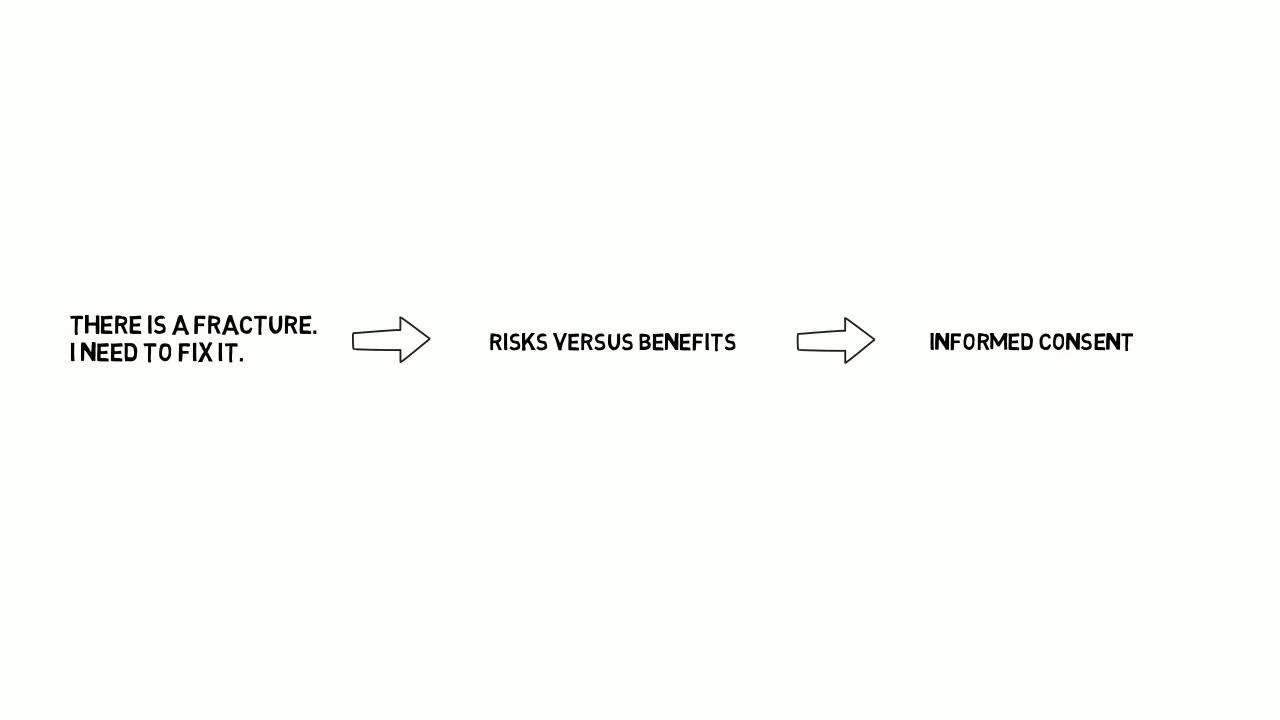 THERE IS A FRACTURE.
I NEED TO FIX IT.
RISKS VERSUS BENEFITS
INFORMED CONSENT